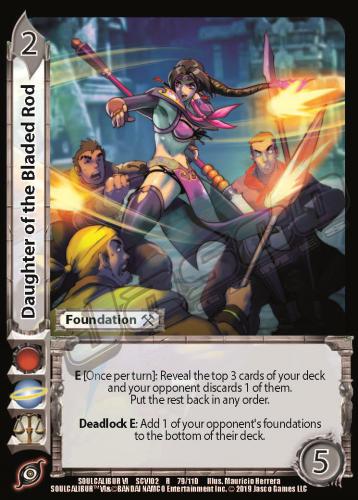 2
Daughter of the Bladed Rod
Foundation
E [Once per turn]: Reveal the top 3 cards of your deck
and your opponent discards 1 of them.
Put the rest back in any order.
Deadlock E: Add 1 of your opponent's foundations
to the bottom of their deck.
5
SOULCALIBUR VI SCVI02 R 79/110 Illus. Mauricio Herrera
SOULCALIBUR™VI&©BANDAI NAMCO Entertainment Inc. ©2019 Jasco Games LLC